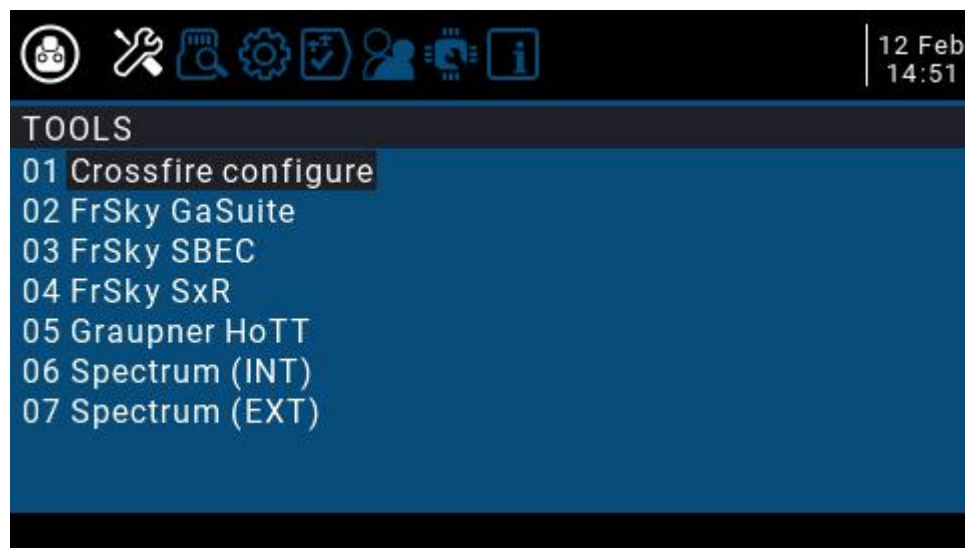 12 Feb
14:51
TOOLS
01 Crossfire configure
02 FrSky GaSuite
03 FrSky SBEC
04 FrSky SxR
05 Graupner HoTT
06 Spectrum (INT)
07 Spectrum (EXT)